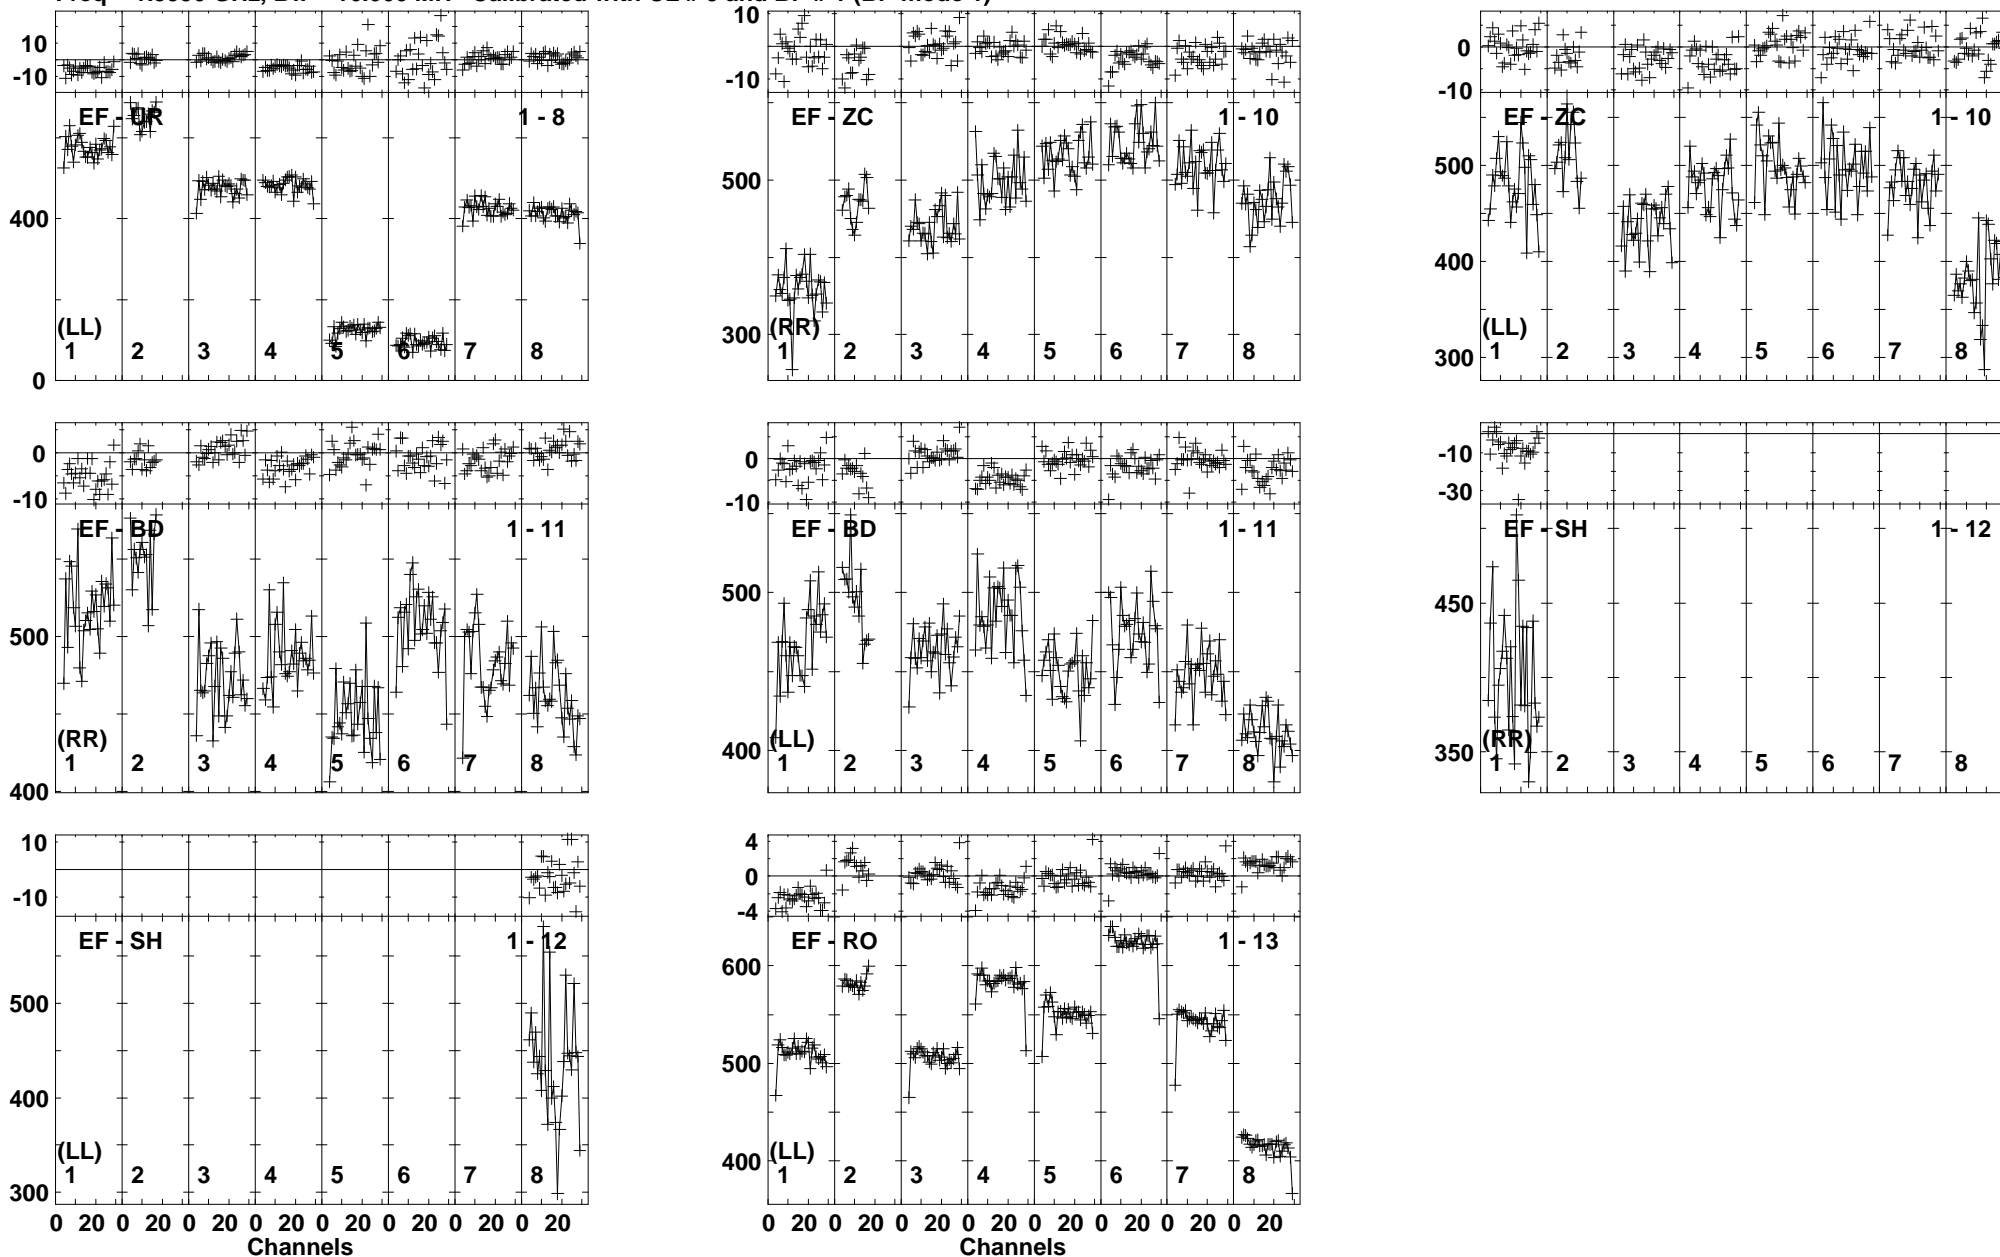 10 -10 EF - UR 1 - 8 400 (LL) 1 2 3 4 5 6 7 8 0
10 -10 EF - ZC 1 - 10 500 300 (RR) 1 2 3 4 5 6 7 8
0 -10 EF - ZC 1 - 10 500 400 300 (LL) 1 2 3 4 5 6 7 8
0 -10 EF - BD 1 - 11 500 400 (RR) 1 2 3 4 5 6 7 8
0 -10 EF - BD 1 - 11 500 400 (LL) 1 2 3 4 5 6 7 8
-10 -30 EF - SH 1 - 12 450 350 (RR) 1 2 3 4 5 6 7 8
10 -10 EF - SH 1 - 12 500 400 300 (LL) 1 2 3 4 5 6 7 8
0 20 0 20 0 20 0 20 0 20 0 20 0 20 0 20
Channels
4 0 -4 EF - RO 1 - 13 600 500 400 (LL) 1 2 3 4 5 6 7 8
0 20 0 20 0 20 0 20 0 20 0 20 0 20 0 20
Channels